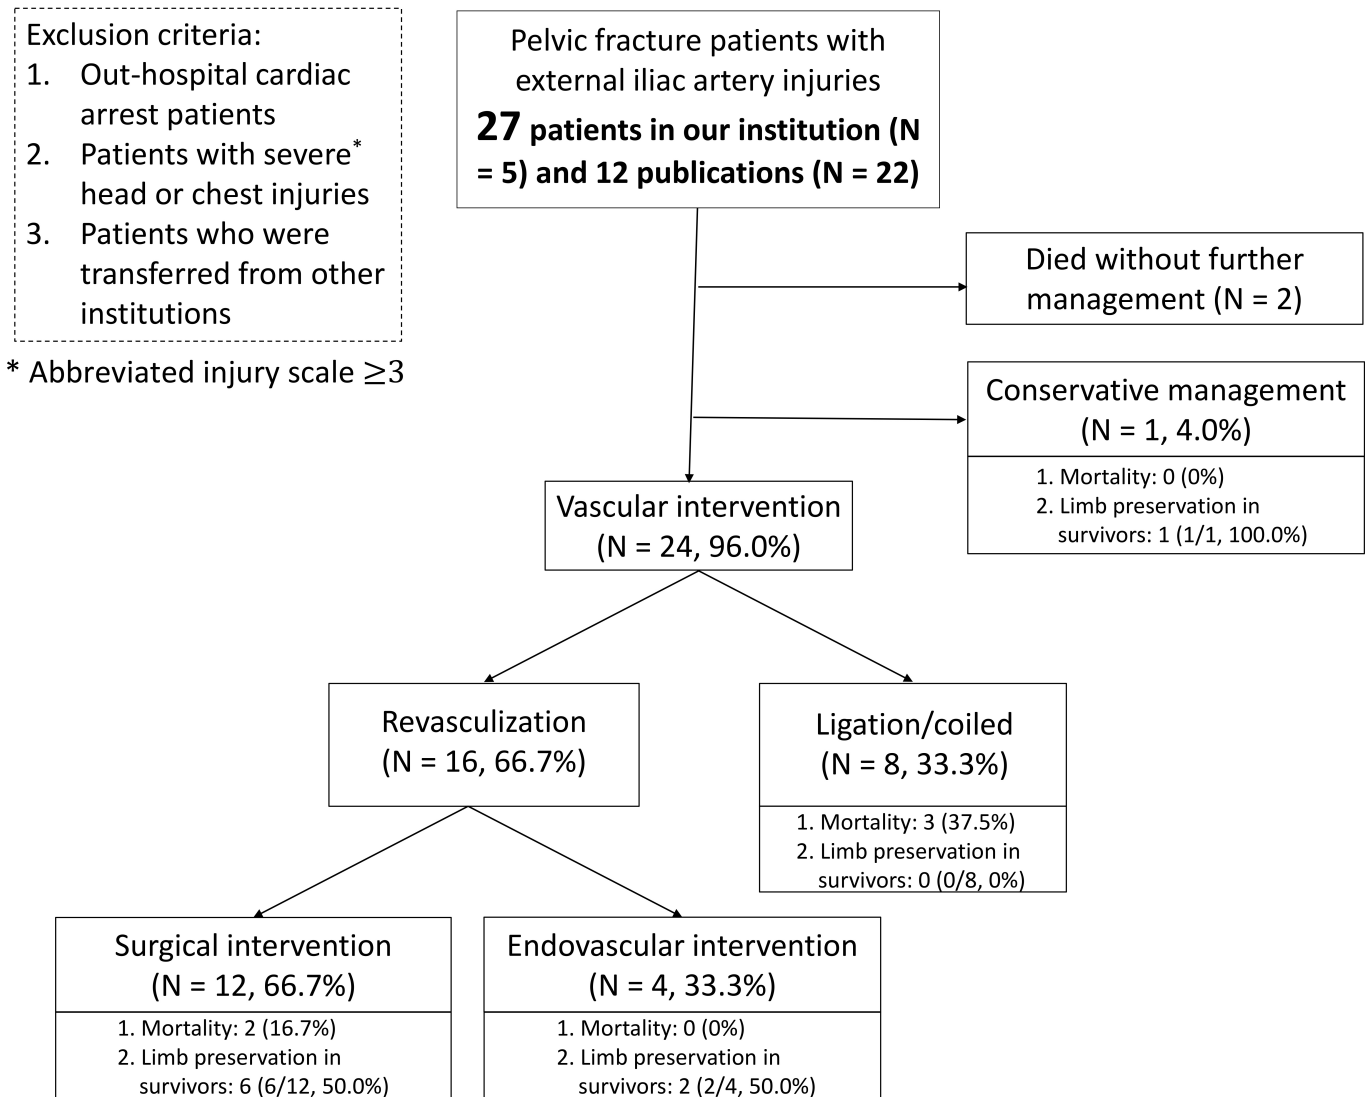 Exclusion criteria:
1. Out-hospital cardiac
arrest patients
2. Patients with severe*
head or chest injuries
3. Patients who were
transferred from other
institutions
* Abbreviated injury scale ≥3
Pelvic fracture patients with
external iliac artery injuries
27 patients in our institution (N
= 5) and 12 publications (N = 22)
Died without further
management (N = 2)
Conservative management
(N = 1, 4.0%)
1. Mortality: 0 (0%)
2. Limb preservation in
survivors: 1 (1/1, 100.0%)
Vascular intervention
(N = 24, 96.0%)
Revasculization
(N = 16, 66.7%)
Ligation/coiled
(N = 8, 33.3%)
1. Mortality: 3 (37.5%)
2. Limb preservation in
survivors: 0 (0/8, 0%)
Surgical intervention
(N = 12, 66.7%)
1. Mortality: 2 (16.7%)
2. Limb preservation in
survivors: 6 (6/12, 50.0%)
Endovascular intervention
(N = 4, 33.3%)
1. Mortality: 0 (0%)
2. Limb preservation in
survivors: 2 (2/4, 50.0%)